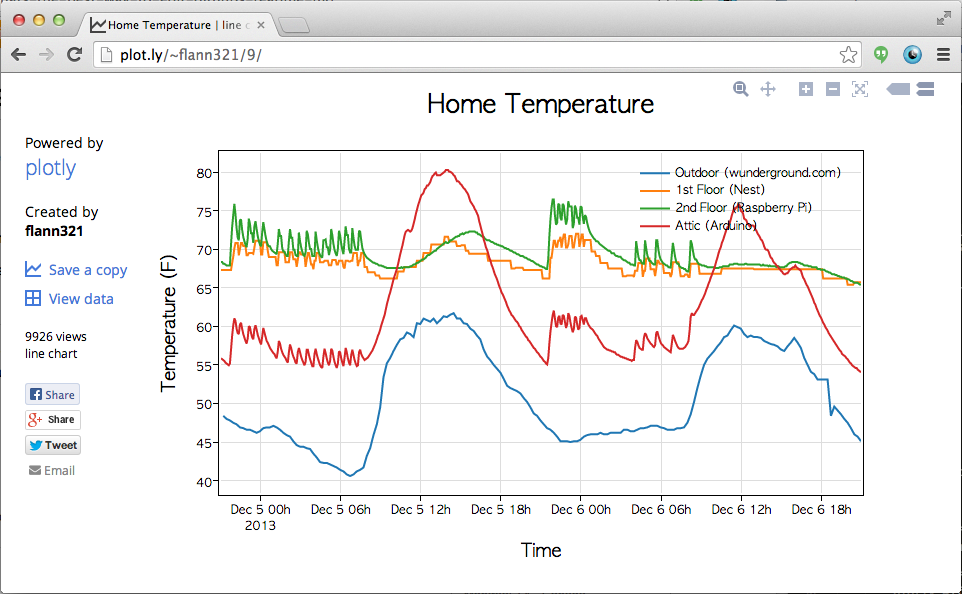 Home Temperature | line c
plot.ly/~flann321/9/
Home Temperature
Powered by
plotly
Created by
flann321
Save a copy
View data
9926 views
line chart
Share
Share
Tweet
Email
Temperature (F)
80
75
70
65
60
55
50
45
40
Outdoor (wunderground.com)
1st Floor (Nest)
2nd Floor (Raspberry Pi)
Attic (Arduino)
Dec 5 00h Dec 5 06h Dec 5 12h Dec 5 18h Dec 6 00h Dec 6 06h Dec 6 12h Dec 6 18h
2013
Time